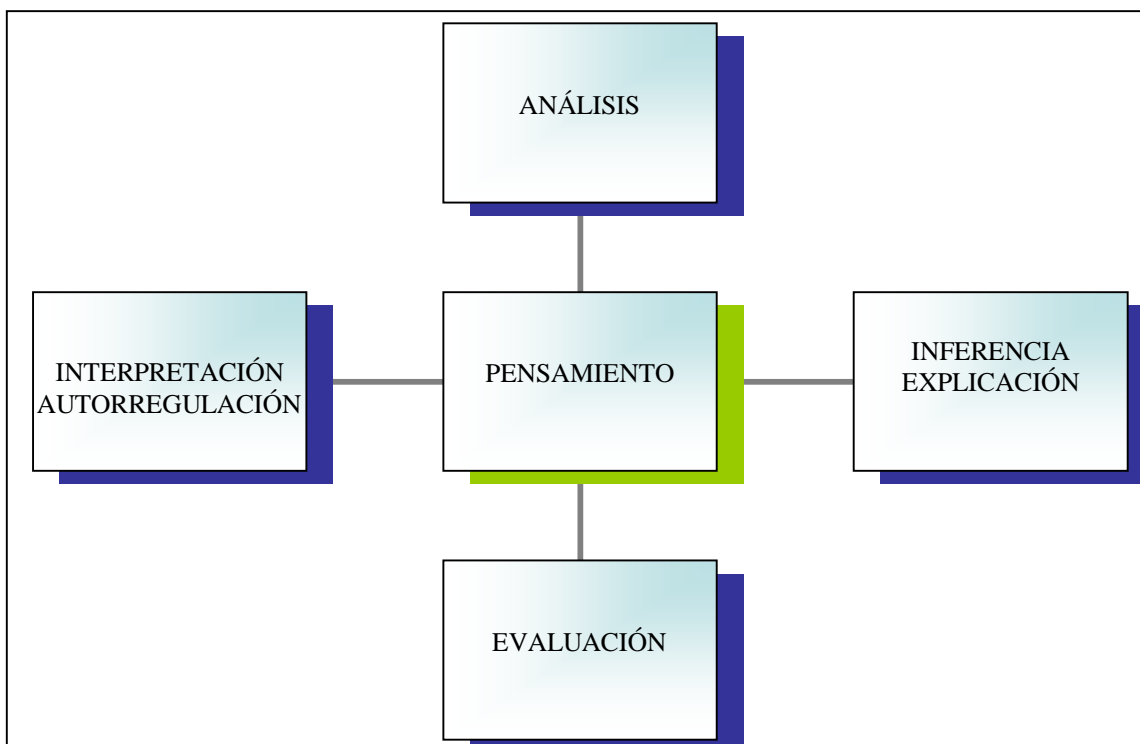 ANÁLISIS
INTERPRETACIÓN
AUTORREGULACIÓN
PENSAMIENTO
INFERENCIA
EXPLICACIÓN
EVALUACIÓN